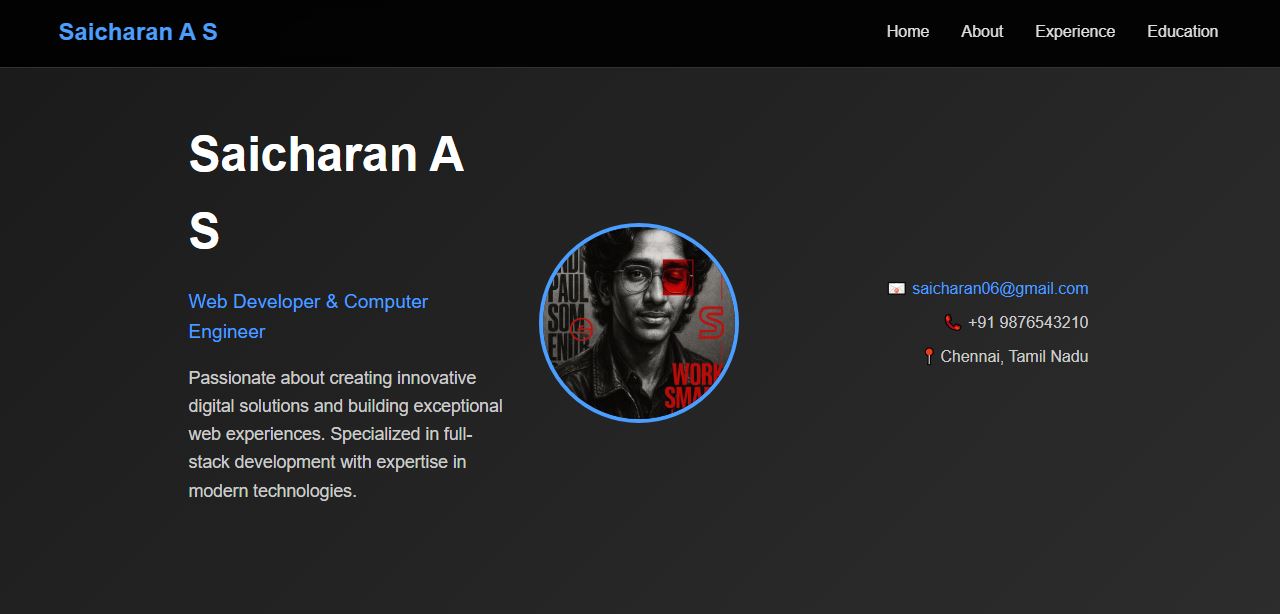 Saicharan A S
Home About Experience Education
Saicharan A
S
Web Developer & Computer
Engineer
Passionate about creating innovative
digital solutions and building exceptional
web experiences. Specialized in full-
stack development with expertise in
modern technologies.
PAUL
S
WORK
saicharan06@gmail.com
+91 9876543210
Chennai, Tamil Nadu